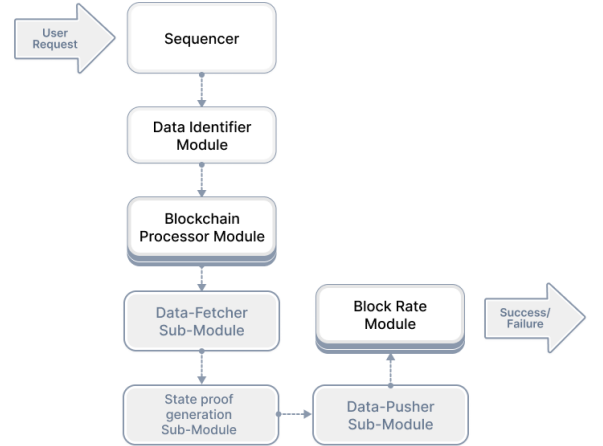 User
Request
Sequencer
Data Identifier
Module
Blockchain
Processor Module
Data-Fetcher
Sub-Module
State proof
generation
Sub-Module
Data-Pusher
Sub-Module
Block Rate
Module
Success/
Failure